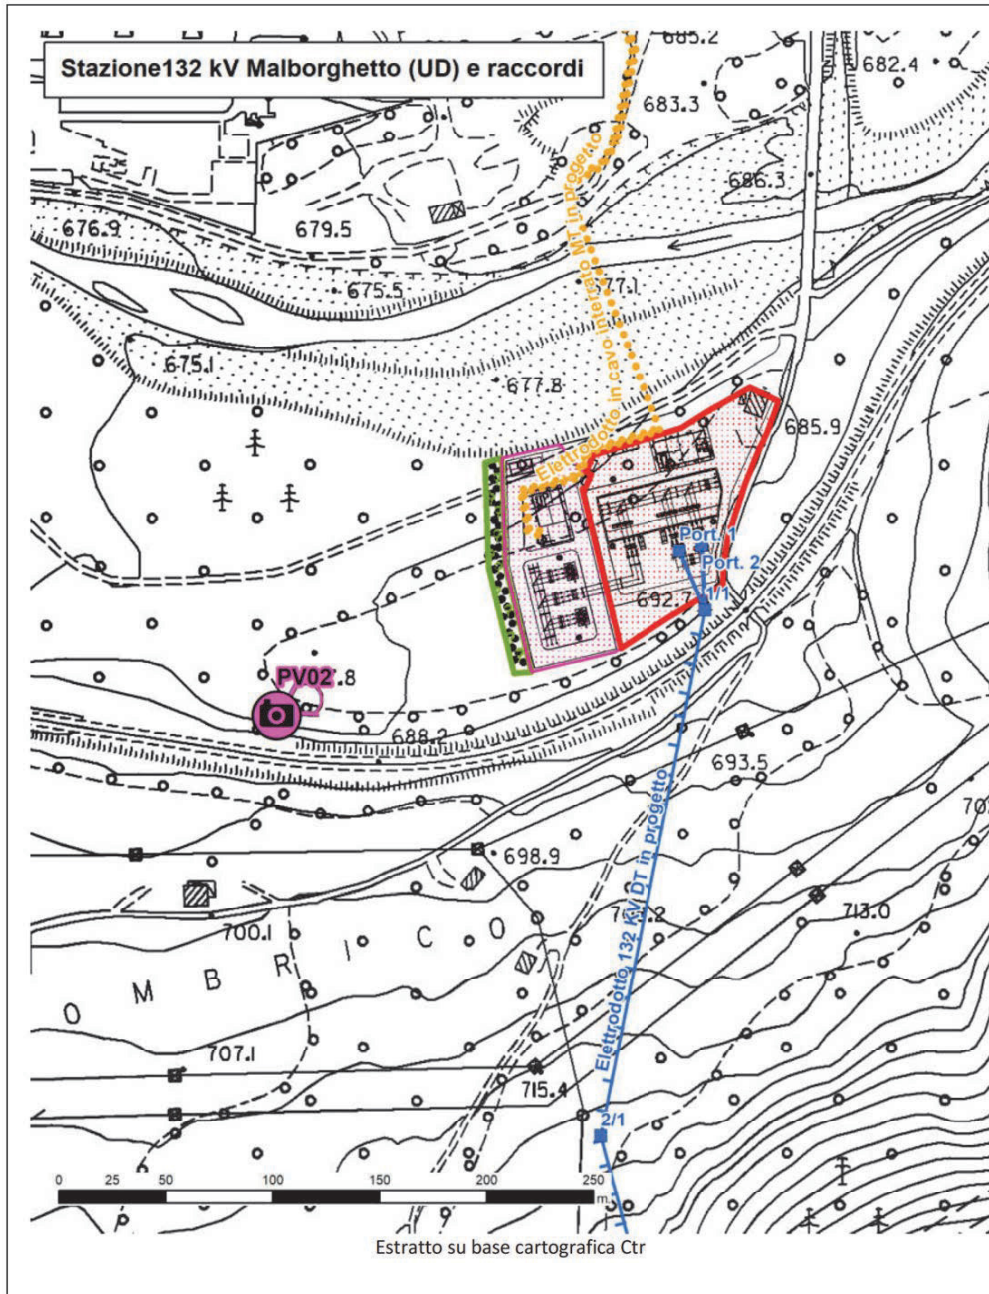 685.2
Stazione132 kV Malborghetto (UD) e raccordi
682.4
683.3
686.3
676.9
679.5
677.1
675.5
Elettrodotto in cavo interrato MT in progetto
675.1
677.8
685.9
Port. 1
Port. 2
1/1
692.7
PV02
.8
688.2
693.5
Elettrodotto 132 KV DT in progetto
698.9
713.0
700.1
OMBRICO
707.1
715.4
2/1
0 25 50 100 150 200 250
m
Estratto su base cartografica Ctr